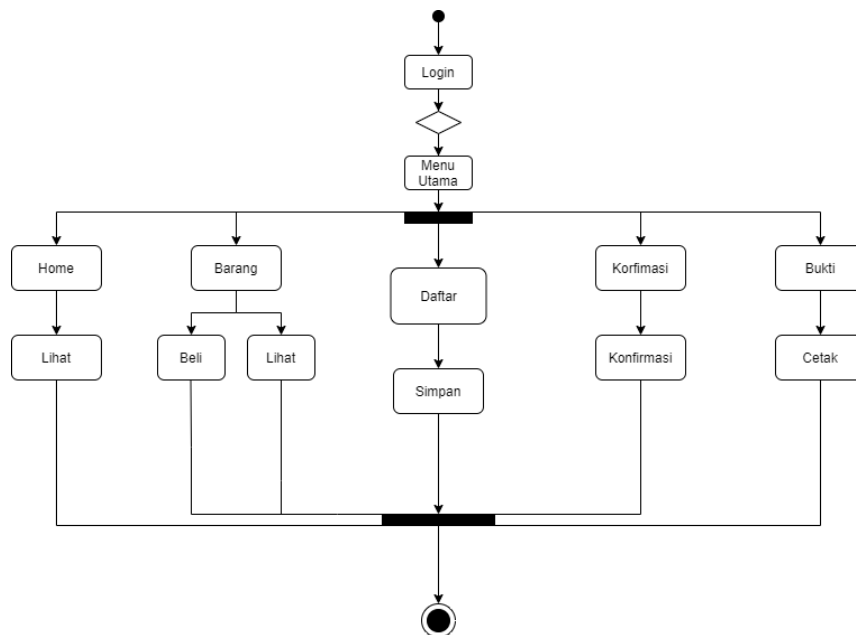 Login
Menu
Utama
Home
Barang
Daftar
Korfimasi
Bukti
Lihat
Beli
Lihat
Simpan
Konfirmasi
Cetak